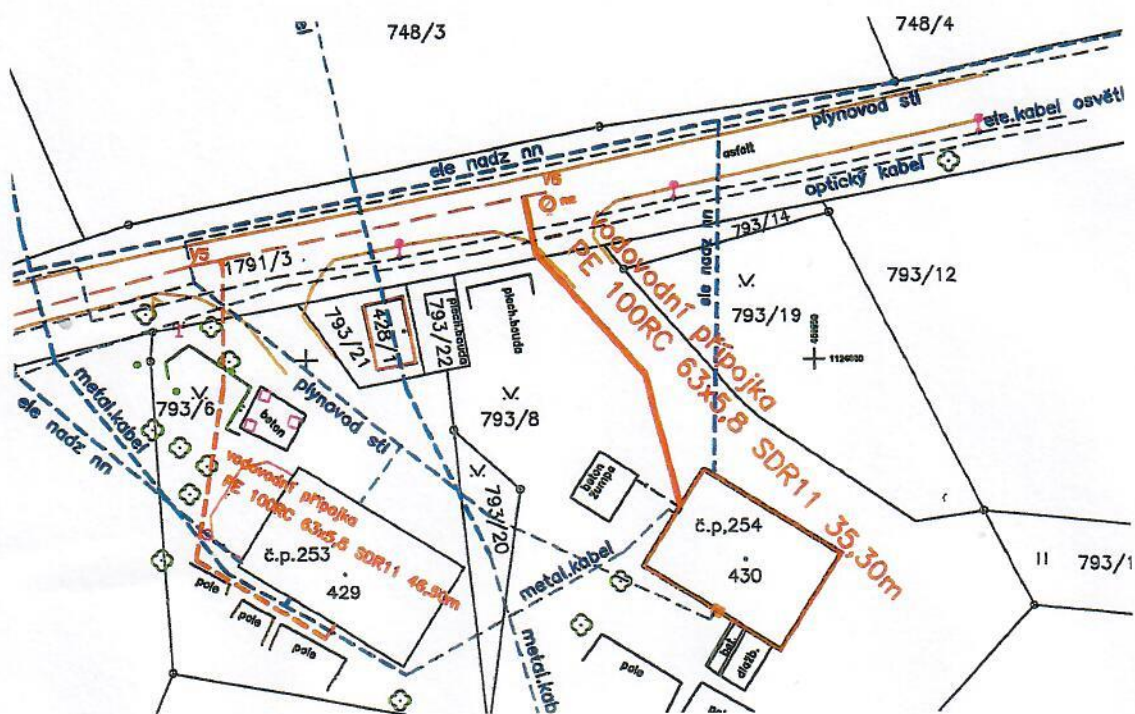 748/3
748/4
ele nadz nn
plynovod stl
ele.kabel osvětl
asfalt
optický kabel
V6
V5
1791/3
793/14
793/12
vodovodní přípojka
PE 100RC 63x5,8 SDR11 35,30m
ele nadz nn
793/19
1126050
793/21
428/1
793/22
plech.bouda
plech.bouda
793/6
793/8
plynovod stl
metal.kabel
ele nadz nn
beton
vodovodní přípojka
PE 100RC 63x5,8 SDR11 46,50m
793/20
beton
žumpa
č.p.253
429
č.p,254
430
793/1
metal.kabel
metal.kab
pole
pole
pole
pole
po
bet.
dlažb.